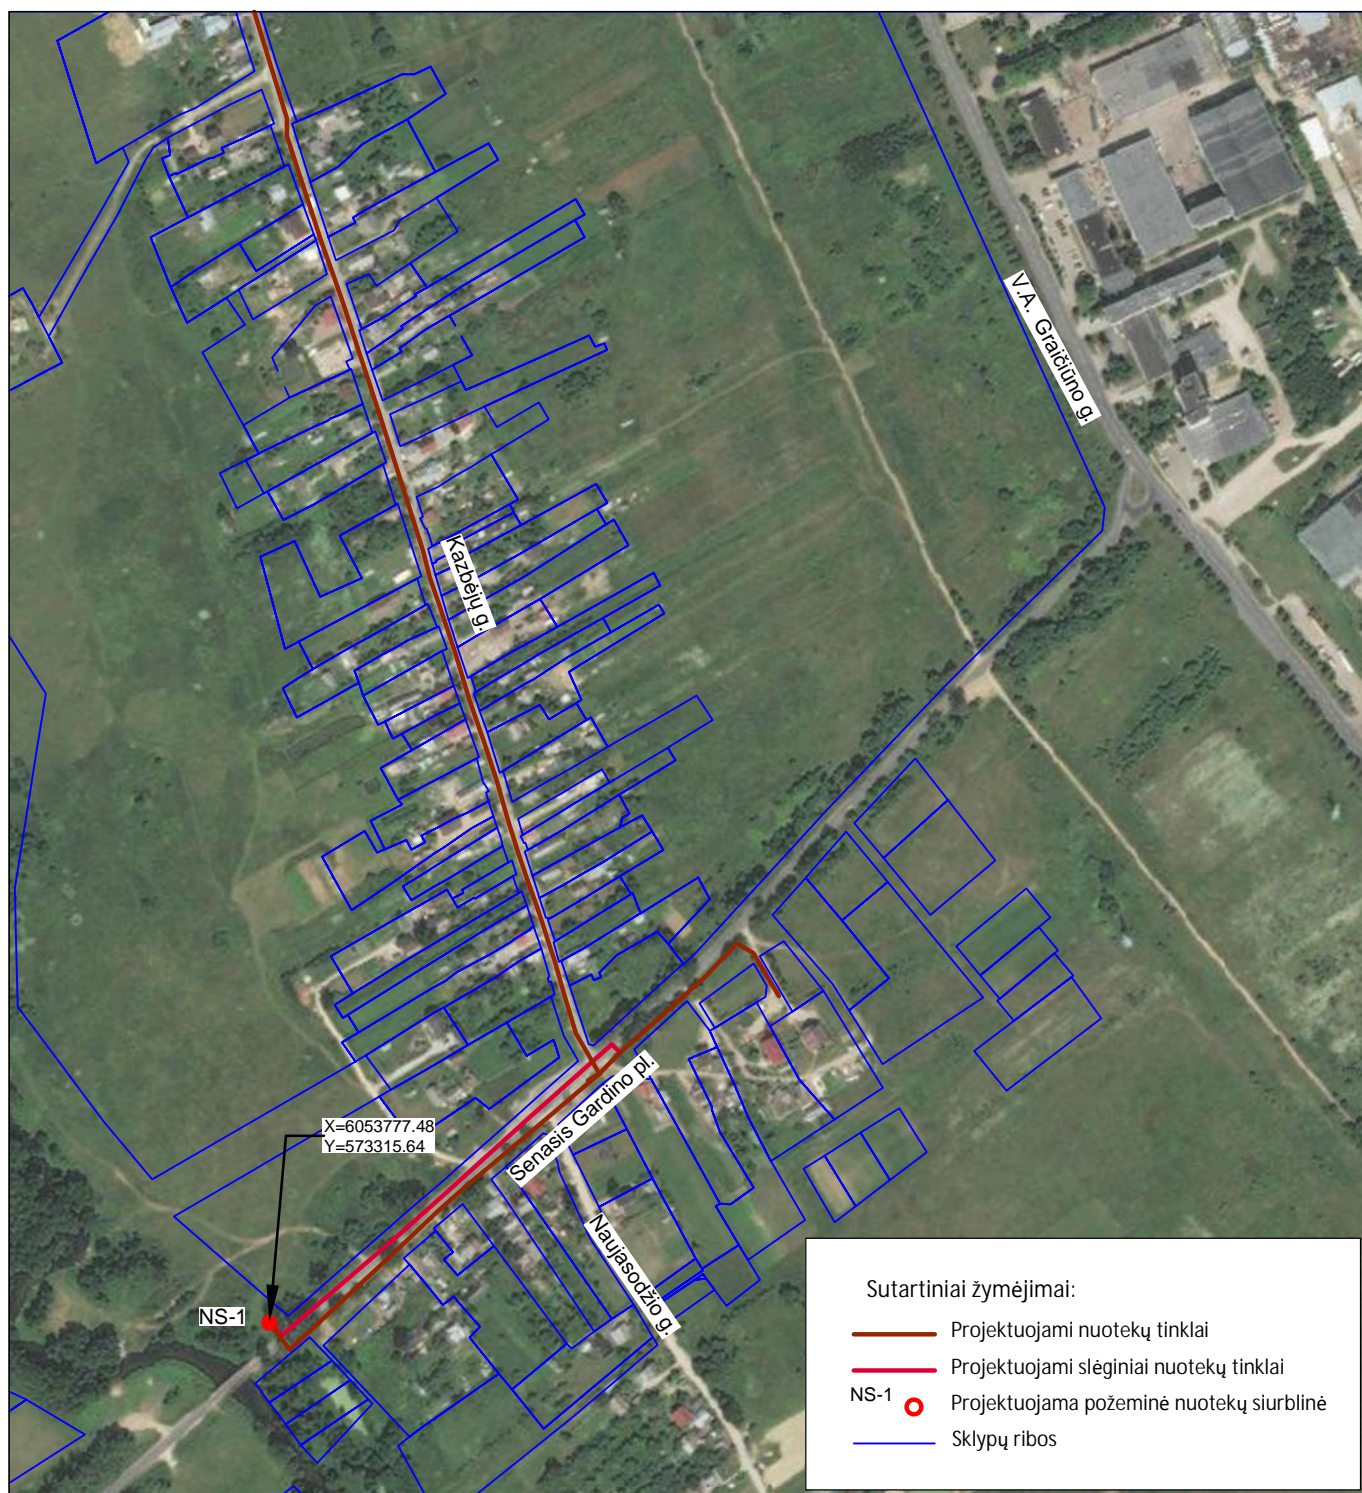 V.A. Graičiūno g.
Kazbėjų g.
Senasis Gardino pl.
X=6053777.48
Y=573315.64
Naujasodžio g.
NS-1
Sutartiniai žymėjimai:
Projektuojami nuotekų tinklai
Projektuojami slėginiai nuotekų tinklai
NS-1 Projektuojama požeminė nuotekų siurblinė
Sklypų ribos